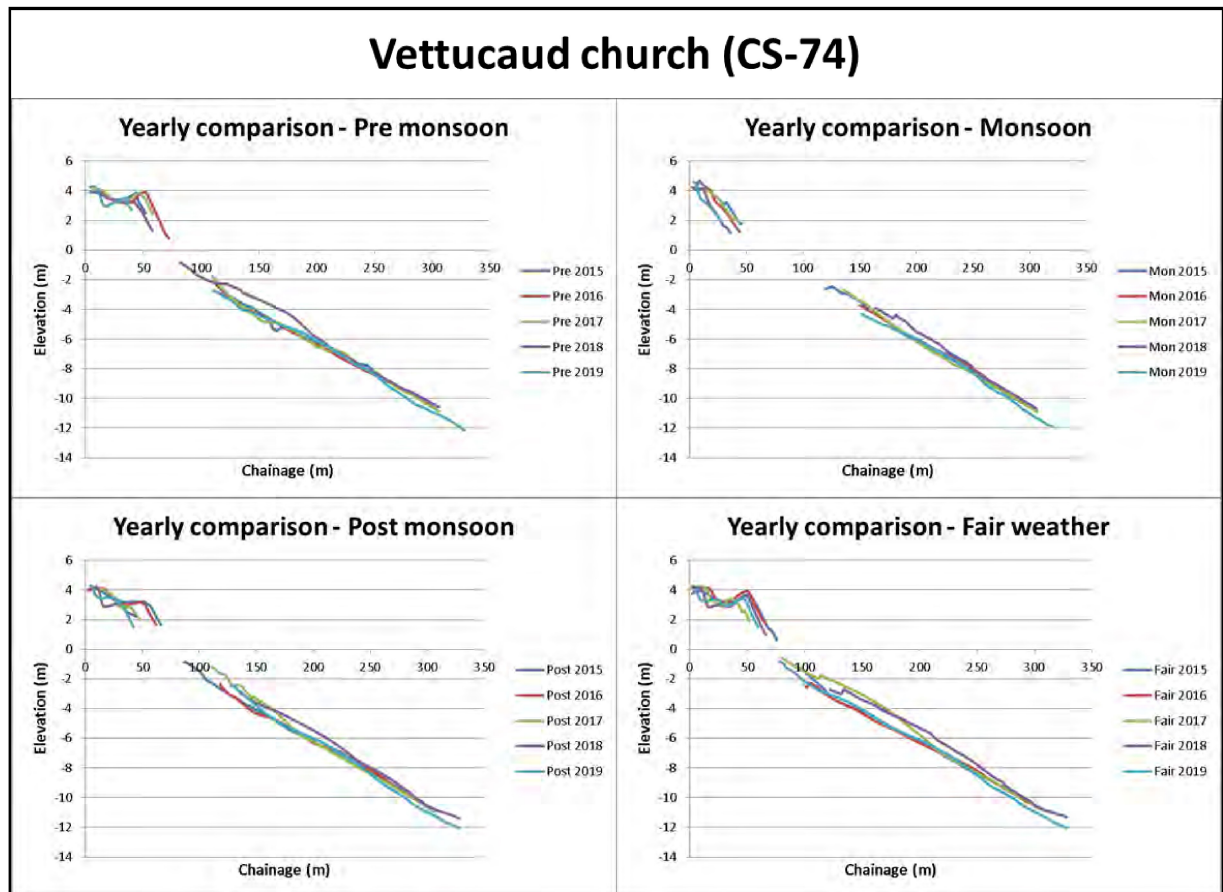 Vettucaud church (CS-74)
Yearly comparison - Pre monsoon
6
4
2
0
-2
-4
-6
-8
-10
-12
-14
0 50 100 150 200 250 300 350
Elevation (m)
Chainage (m)
Pre 2015
Pre 2016
Pre 2017
Pre 2018
Pre 2019
Yearly comparison - Monsoon
6
4
2
0
-2
-4
-6
-8
-10
-12
-14
0 50 100 150 200 250 300 350
Elevation (m)
Chainage (m)
Mon 2015
Mon 2016
Mon 2017
Mon 2018
Mon 2019
Yearly comparison - Post monsoon
6
4
2
0
-2
-4
-6
-8
-10
-12
-14
0 50 100 150 200 250 300 350
Elevation (m)
Chainage (m)
Post 2015
Post 2016
Post 2017
Post 2018
Post 2019
Yearly comparison - Fair weather
6
4
2
0
-2
-4
-6
-8
-10
-12
-14
0 50 100 150 200 250 300 350
Elevation (m)
Chainage (m)
Fair 2015
Fair 2016
Fair 2017
Fair 2018
Fair 2019